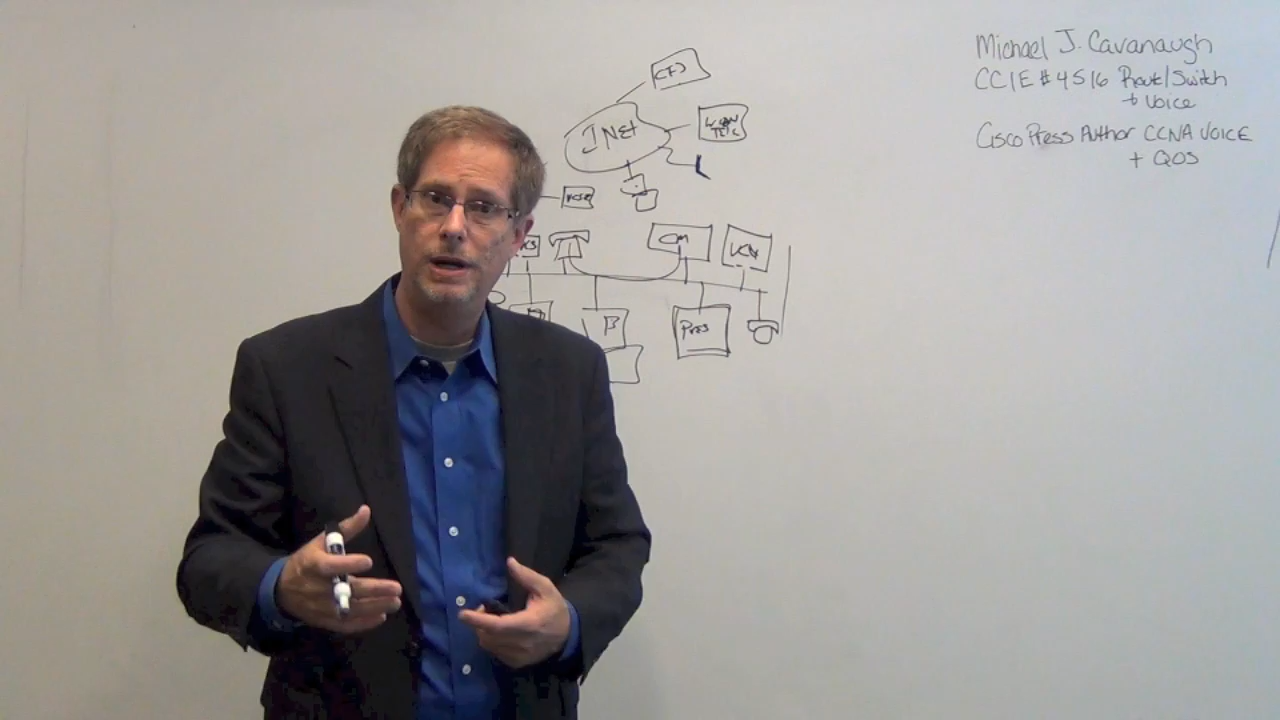 Michael J. Cavanaugh
CCIE #4516 Route/Switch
+ Voice
Cisco Press Author CCNA VOICE
+ QOS
INet
CM
B
Pres